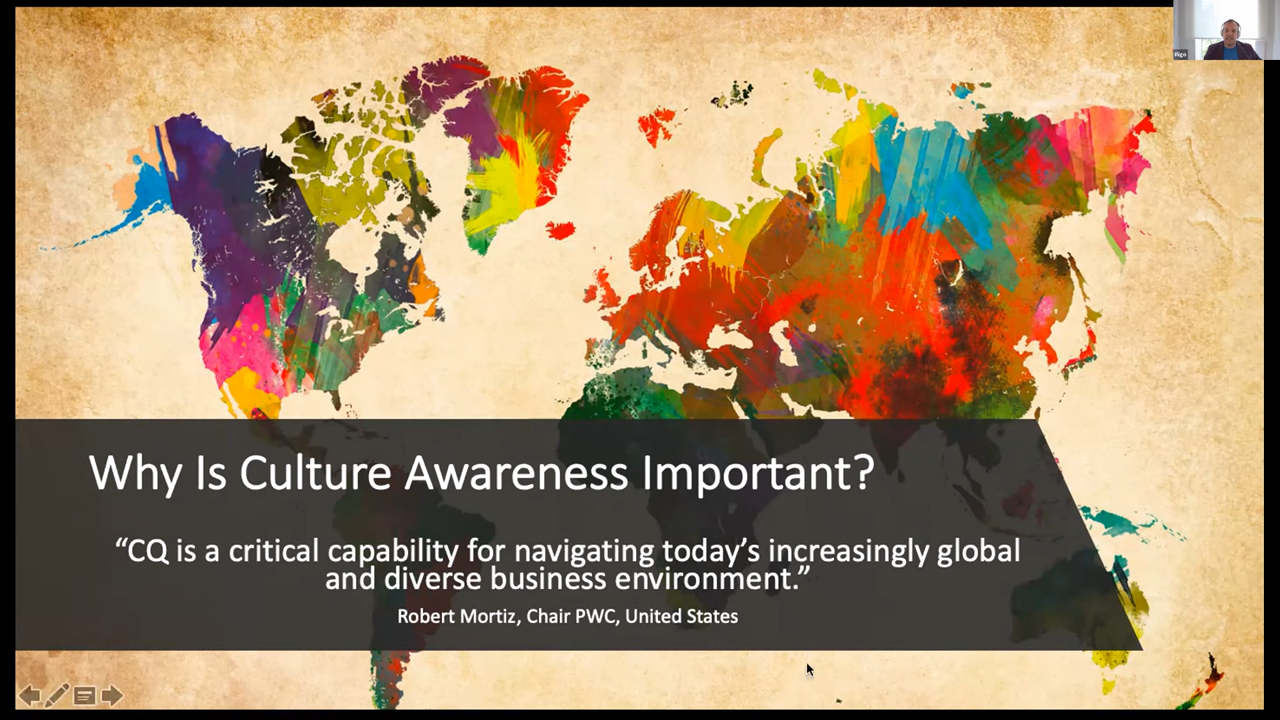 Why Is Culture Awareness Important?
“CQ is a critical capability for navigating today’s increasingly global
and diverse business environment.”
Robert Mortiz, Chair PWC, United States